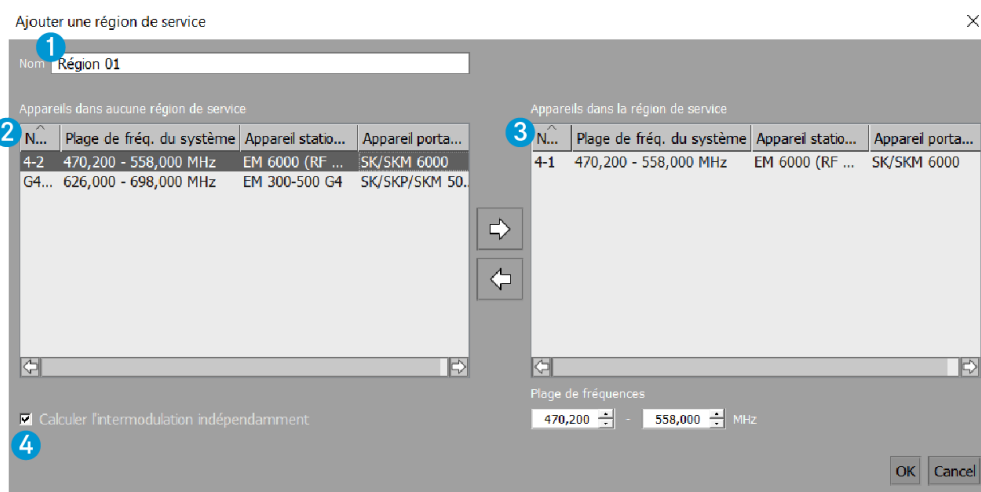 Ajouter une région de service
1
Nom Région 01
Appareils dans aucune région de service
2
N... Plage de fréq. du système Appareil statio... Appareil porta...
4-2 470,200 - 558,000 MHz EM 6000 (RF ... SK/SKM 6000
G4... 626,000 - 698,000 MHz EM 300-500 G4 SK/SKP/SKM 50..
Appareils dans la région de service
3
N... Plage de fréq. du système Appareil statio... Appareil porta...
4-1 470,200 - 558,000 MHz EM 6000 (RF ... SK/SKM 6000
Plage de fréquences
470,200 - 558,000 MHz
Calculer l'intermodulation indépendamment
4
OK Cancel